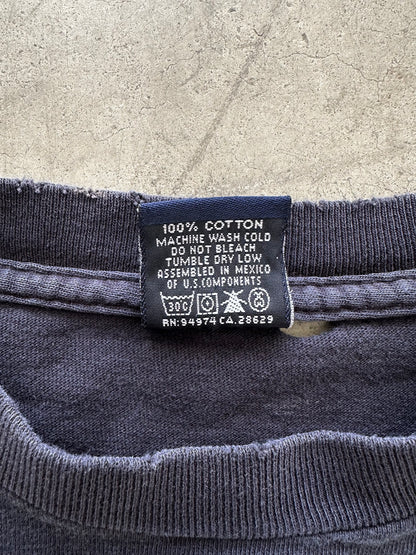 100% COTTON
MACHINE WASH COLD
DO NOT BLEACH
TUMBLE DRY LOW
ASSEMBLED IN MEXICO
OF U.S. COMPONENTS
30°C
RN:94974 CA.28629